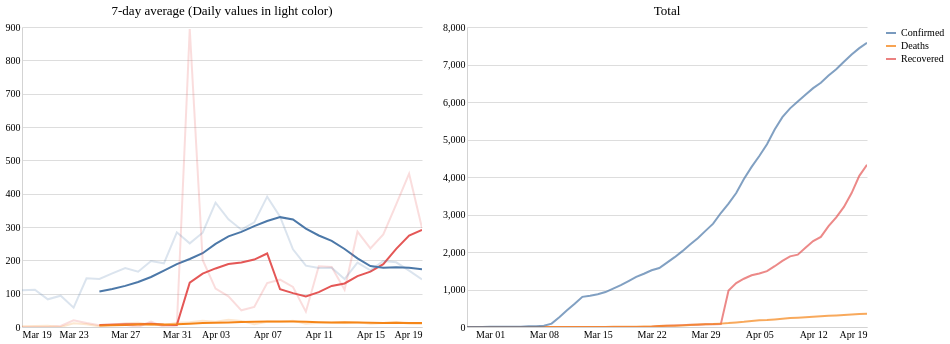 7-day average (Daily values in light color)
900
800
700
600
500
400
300
200
100
0
Mar 19 Mar 23 Mar 27 Mar 31 Apr 03 Apr 07 Apr 11 Apr 15 Apr 19
Total
8,000
7,000
6,000
5,000
4,000
3,000
2,000
1,000
0
Mar 01 Mar 08 Mar 15 Mar 22 Mar 29 Apr 05 Apr 12 Apr 19
Confirmed
Deaths
Recovered